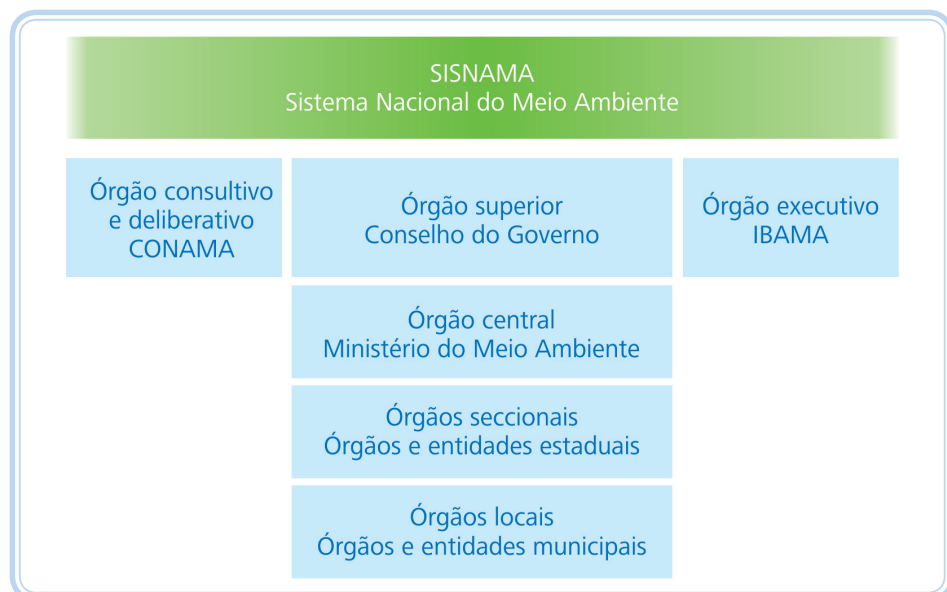 SISNAMA
Sistema Nacional do Meio Ambiente
Órgão consultivo
e deliberativo
CONAMA
Órgão superior
Conselho do Governo
Órgão executivo
IBAMA
Órgão central
Ministério do Meio Ambiente
Órgãos seccionais
Órgãos e entidades estaduais
Órgãos locais
Órgãos e entidades municipais